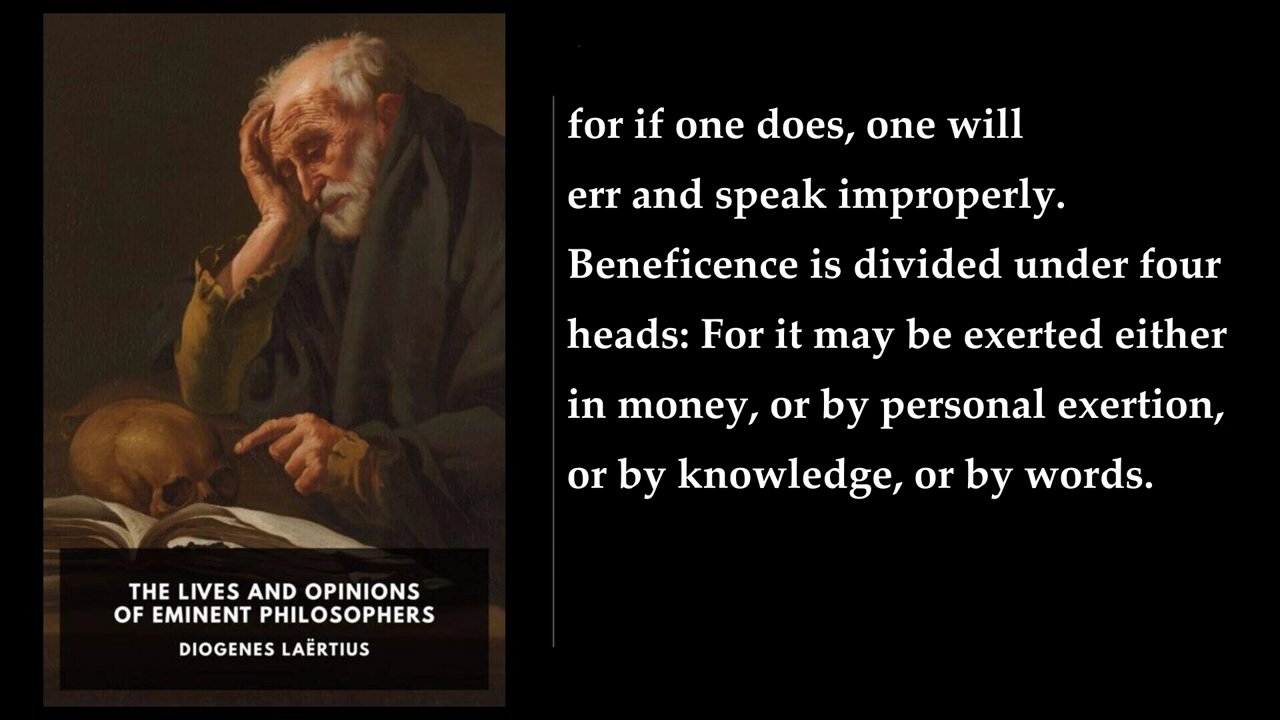 for if one does, one will
err and speak improperly.
Beneficence is divided under four
heads: For it may be exerted either
in money, or by personal exertion,
or by knowledge, or by words.
THE LIVES AND OPINIONS
OF EMINENT PHILOSOPHERS
DIOGENES LAËRTIUS